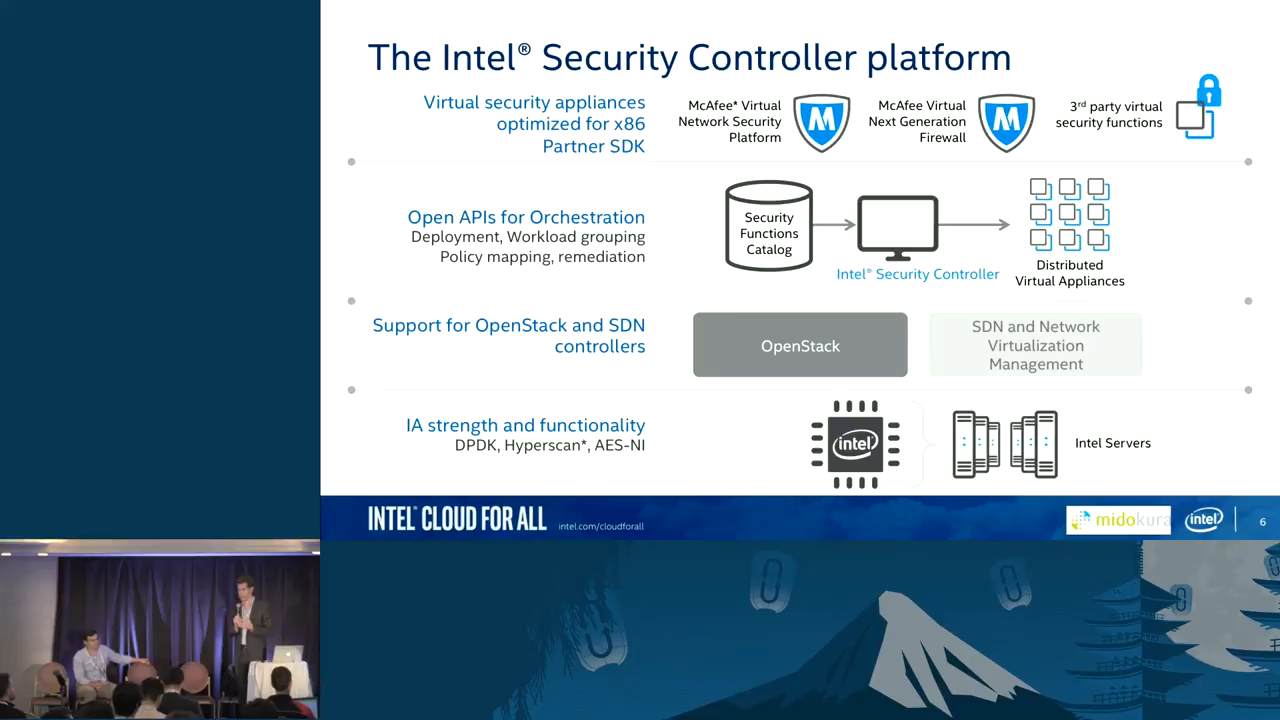 The Intel® Security Controller platform
Virtual security appliances
optimized for x86
Partner SDK
McAfee* Virtual
Network Security
Platform
McAfee Virtual
Next Generation
Firewall
3rd party virtual
security functions
Open APIs for Orchestration
Deployment, Workload grouping
Policy mapping, remediation
Security
Functions
Catalog
Intel® Security Controller
Distributed
Virtual Appliances
Support for OpenStack and SDN
controllers
OpenStack
SDN and Network
Virtualization
Management
IA strength and functionality
DPDK, Hyperscan*, AES-NI
intel
Intel Servers
INTEL® CLOUD FOR ALL
intel.com/cloudforall
midokura
intel
6